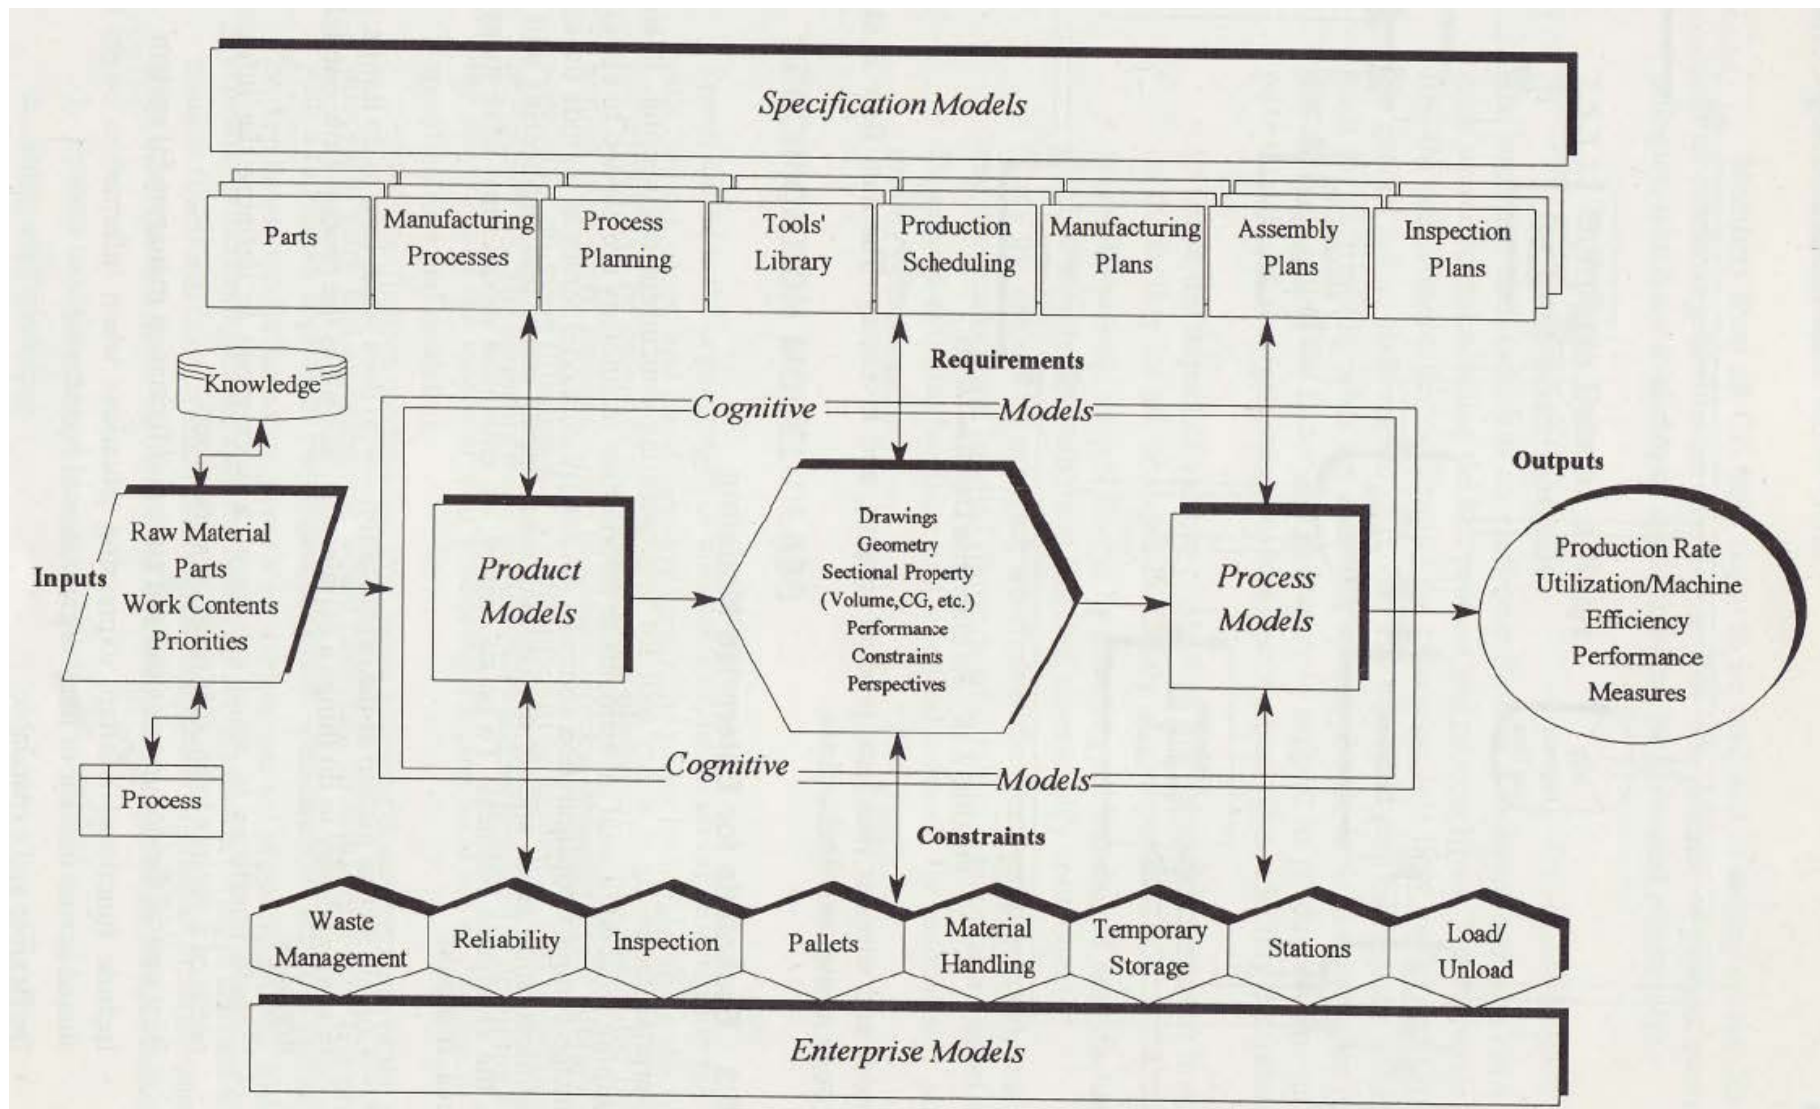 Specification Models
Parts
Manufacturing
Processes
Process
Planning
Tools'
Library
Production
Scheduling
Manufacturing
Plans
Assembly
Plans
Inspection
Plans
Requirements
Knowledge
Cognitive Models
Inputs
Raw Material
Parts
Work Contents
Priorities
Process
Product
Models
Drawings
Geometry
Sectional Property
(Volume,CG, etc.)
Performance
Constraints
Perspectives
Process
Models
Outputs
Production Rate
Utilization/Machine
Efficiency
Performance
Measures
Cognitive Models
Constraints
Waste
Management
Reliability
Inspection
Pallets
Material
Handling
Temporary
Storage
Stations
Load/
Unload
Enterprise Models